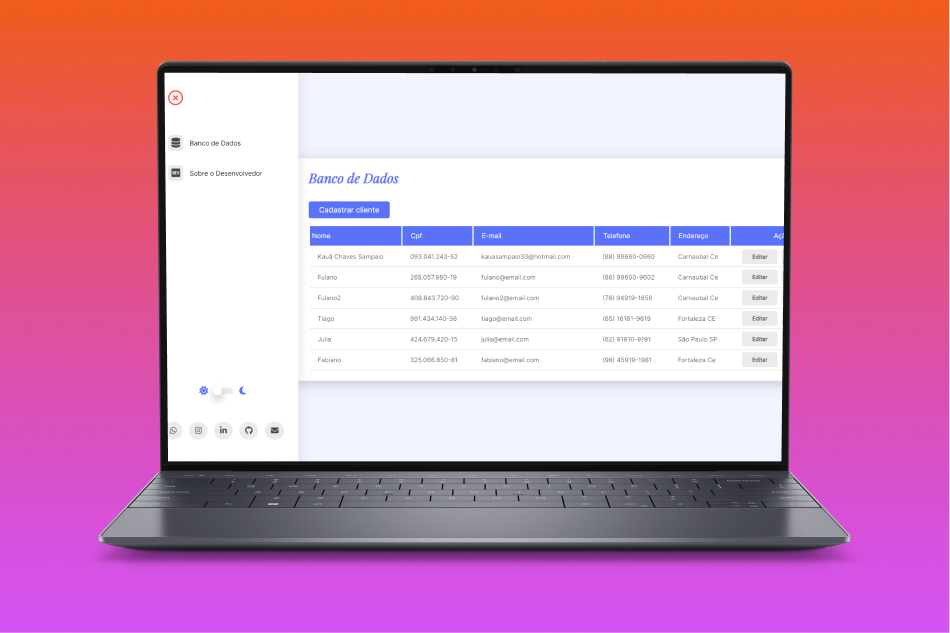 Banco de Dados
DEV
Sobre o Desenvolvedor
Banco de Dados
Cadastrar cliente
Nome Cpf E-mail Telefone Endereço
Kauã Chaves Sampaio 093.041.243-52 kauasampaio33@hotmail.com (88) 99660-0960 Carnaubal Ce Editar
Fulano 268.057.980-19 fulano@email.com (88) 99600-9602 Carnaubal Ce Editar
Fulano2 408.843.720-90 fulano2@email.com (78) 94919-1656 Carnaubal Ce Editar
Tiago 991.434.140-36 tiago@email.com (85) 16161-9619 Fortaleza CE Editar
Julia 424.679.420-15 julia@email.com (62) 91910-9191 São Paulo SP Editar
Fabiano 325.066.850-81 fabiano@email.com (98) 45919-1981 Fortaleza Ce Editar
in